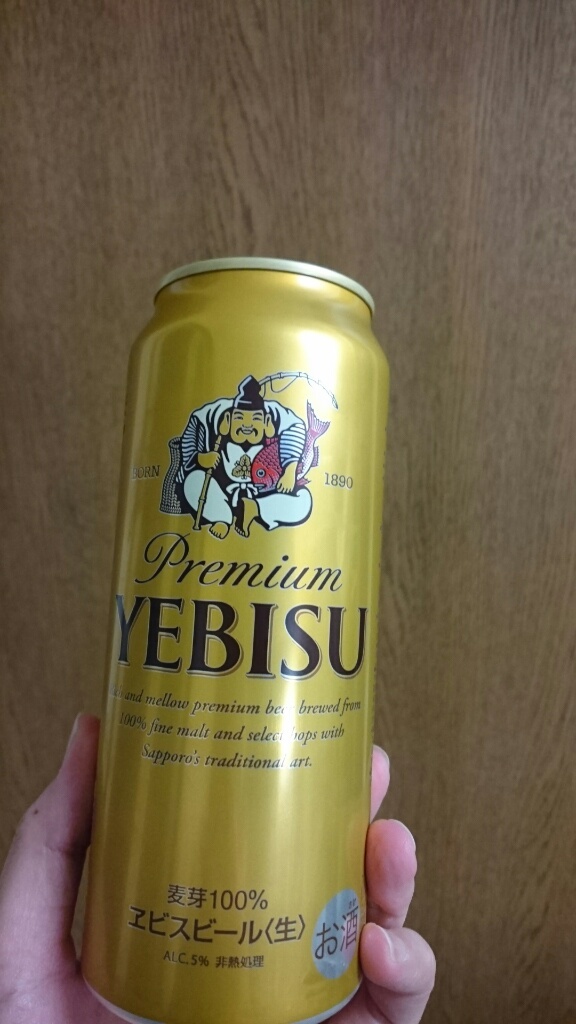 BORN
1890
Premium
YEBISU
and mellow premium beer brewed from
100% fine malt and select hops with
Sapporo's traditional art.
麦芽100%
ヱビスビール〈生〉
ALC.5% 非熱処理
お酒